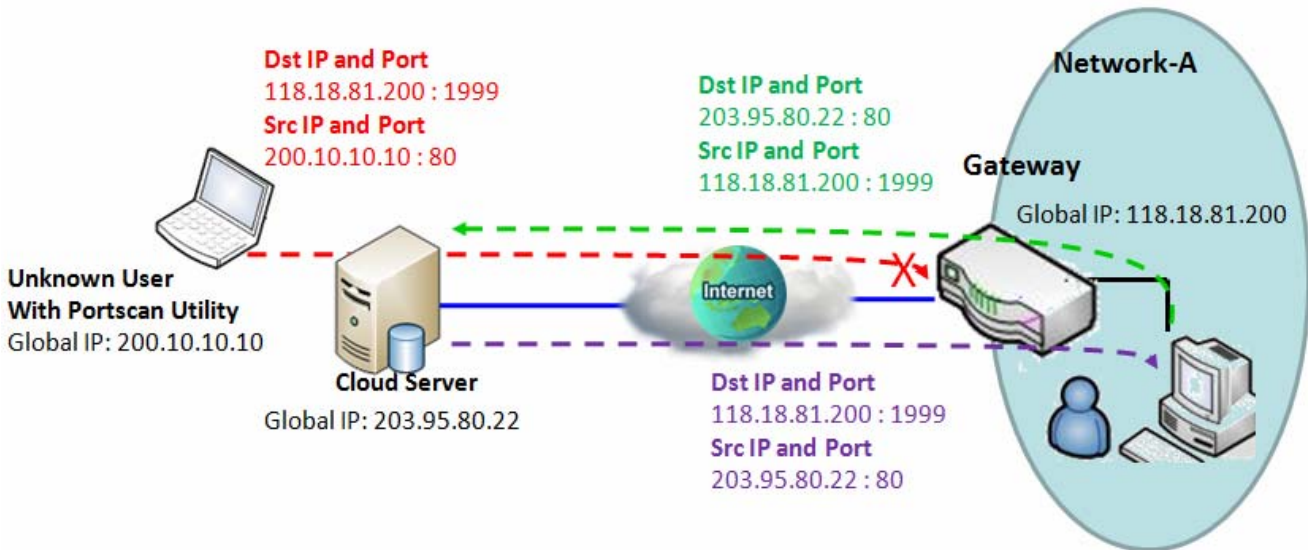 Dst IP and Port
118.18.81.200 : 1999
Src IP and Port
200.10.10.10 : 80
Dst IP and Port
203.95.80.22 : 80
Src IP and Port
118.18.81.200 : 1999
Network-A
Gateway
Global IP: 118.18.81.200
Unknown User
With Portscan Utility
Global IP: 200.10.10.10
Internet
Cloud Server
Global IP: 203.95.80.22
Dst IP and Port
118.18.81.200 : 1999
Src IP and Port
203.95.80.22 : 80